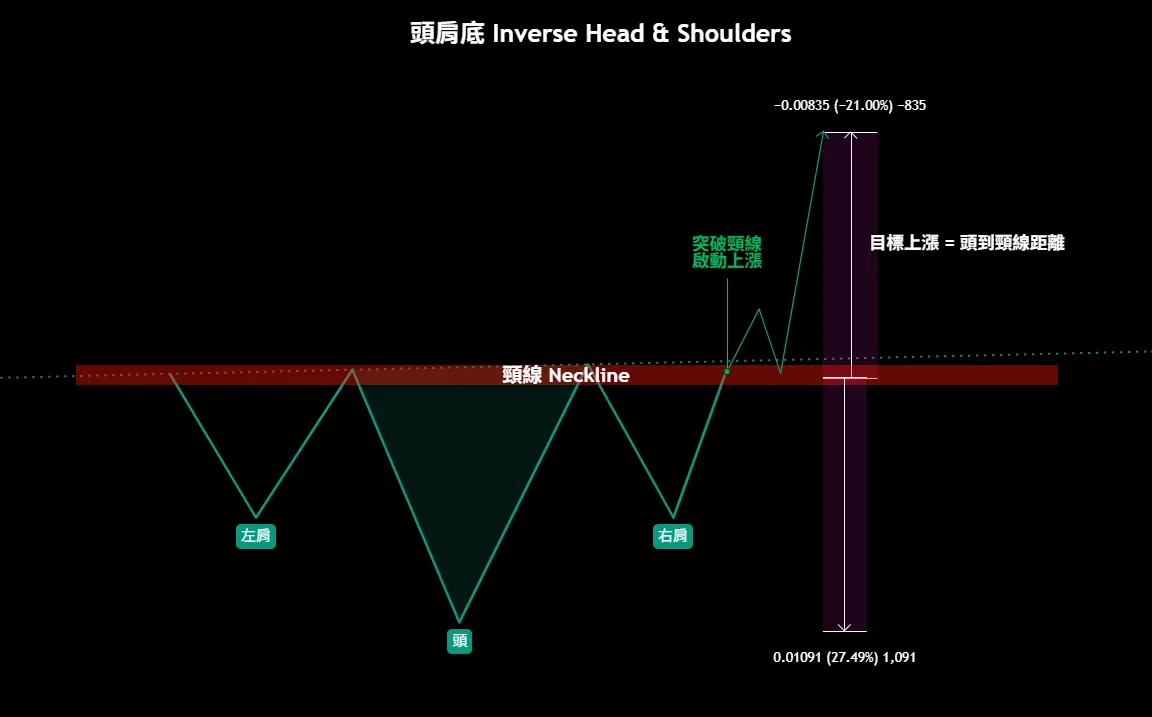 頭肩底 Inverse Head & Shoulders
−0.00835 (−21.00%) −835
突破頸線
啟動上漲
目標上漲 = 頭到頸線距離
頸線 Neckline
左肩
右肩
頭
0.01091 (27.49%) 1,091